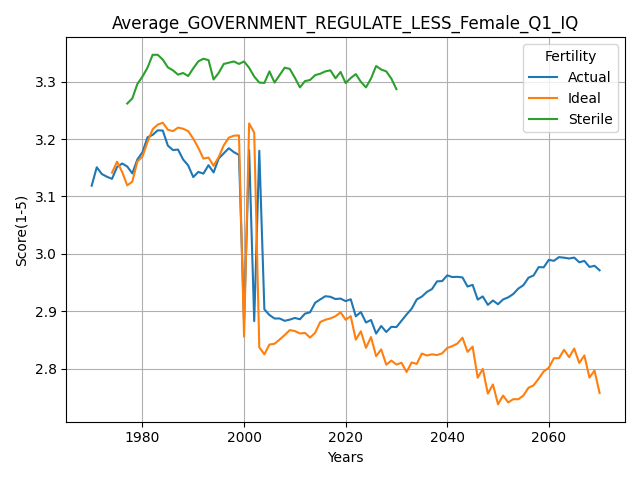 Average_GOVERNMENT_REGULATE_LESS_Female_Q1_IQ
Fertility
Actual
Ideal
Sterile
Score(1-5)
3.3
3.2
3.1
3.0
2.9
2.8
1980 2000 2020 2040 2060
Years